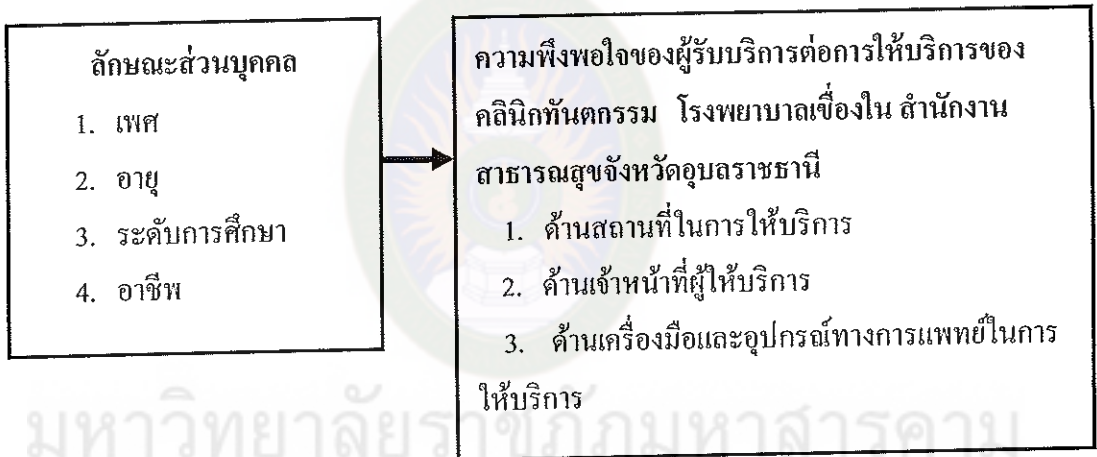 ลักษณะส่วนบุคคล
1. เพศ
2. อายุ
3. ระดับการศึกษา
4. อาชีพ
ความพึงพอใจของผู้รับบริการต่อการให้บริการของ
คลินิกทันตกรรม โรงพยาบาลเขื่องใน สำนักงาน
สาธารณสุขจังหวัดอุบลราชธานี
1. ด้านสถานที่ในการให้บริการ
2. ด้านเจ้าหน้าที่ผู้ให้บริการ
3. ด้านเครื่องมือและอุปกรณ์ทางการแพทย์ในการ
ให้บริการ
มหาวิทยาลัยราชภัฏมหาสารคาม